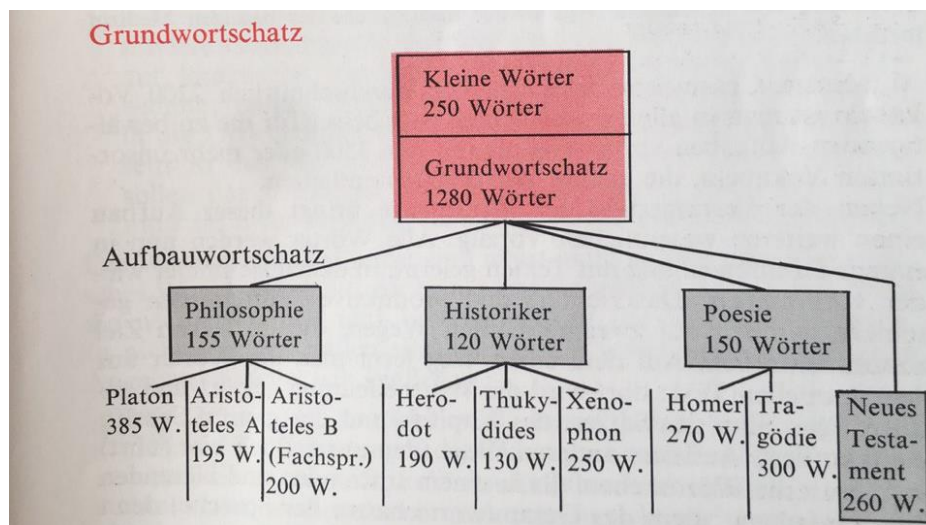 Grundwortschatz
Kleine Wörter
250 Wörter
Grundwortschatz
1280 Wörter
Aufbauwortschatz
Philosophie
155 Wörter
Historiker
120 Wörter
Poesie
150 Wörter
Platon
385 W.
Aristo-
teles A
195 W.
Aristo-
teles B
(Fachspr.)
200 W.
Hero-
dot
190 W.
Thuky-
dides
130 W.
Xeno-
phon
250 W.
Homer
270 W.
Tra-
gödie
300 W.
Neues
Testa-
ment
260 W.